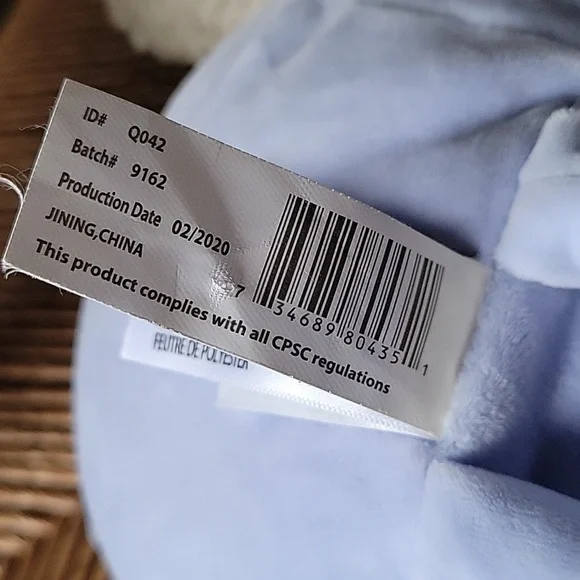 ID# Q042
Batch# 9162
Production Date 02/2020
JINING,CHINA
This product complies with all CPSC regulations
7 34689 80435 1
FEUTRE DE POLYESTER